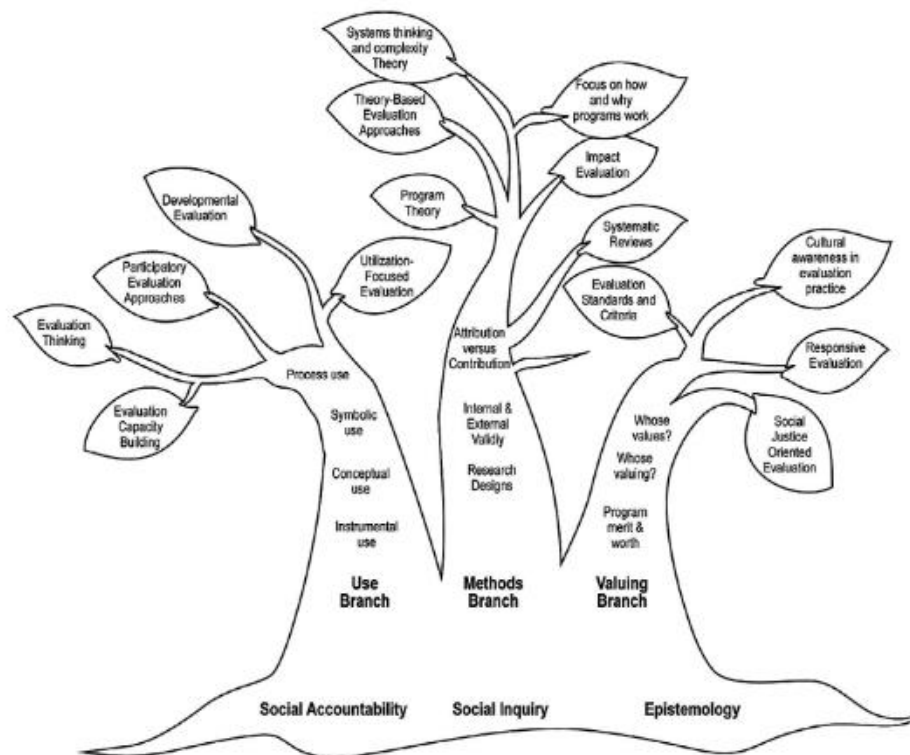 Systems thinking
and complexity
Theory
Focus on how
and why
programs work
Theory-Based
Evaluation
Approaches
Impact
Evaluation
Program
Theory
Developmental
Evaluation
Systematic
Reviews
Cultural
awareness in
evaluation
practice
Utilization-
Focused
Evaluation
Participatory
Evaluation
Approaches
Evaluation
Standards and
Criteria
Evaluation
Thinking
Attribution
versus
Contribution
Responsive
Evaluation
Process use
Evaluation
Capacity
Building
Symbolic
use
Internal &
External
Validly
Whose
values?
Social
Justice
Oriented
Evaluation
Conceptual
use
Research
Designs
Whose
valuing?
Instrumental
use
Program
merit &
worth
Use
Branch
Methods
Branch
Valuing
Branch
Social Accountability
Social Inquiry
Epistemology